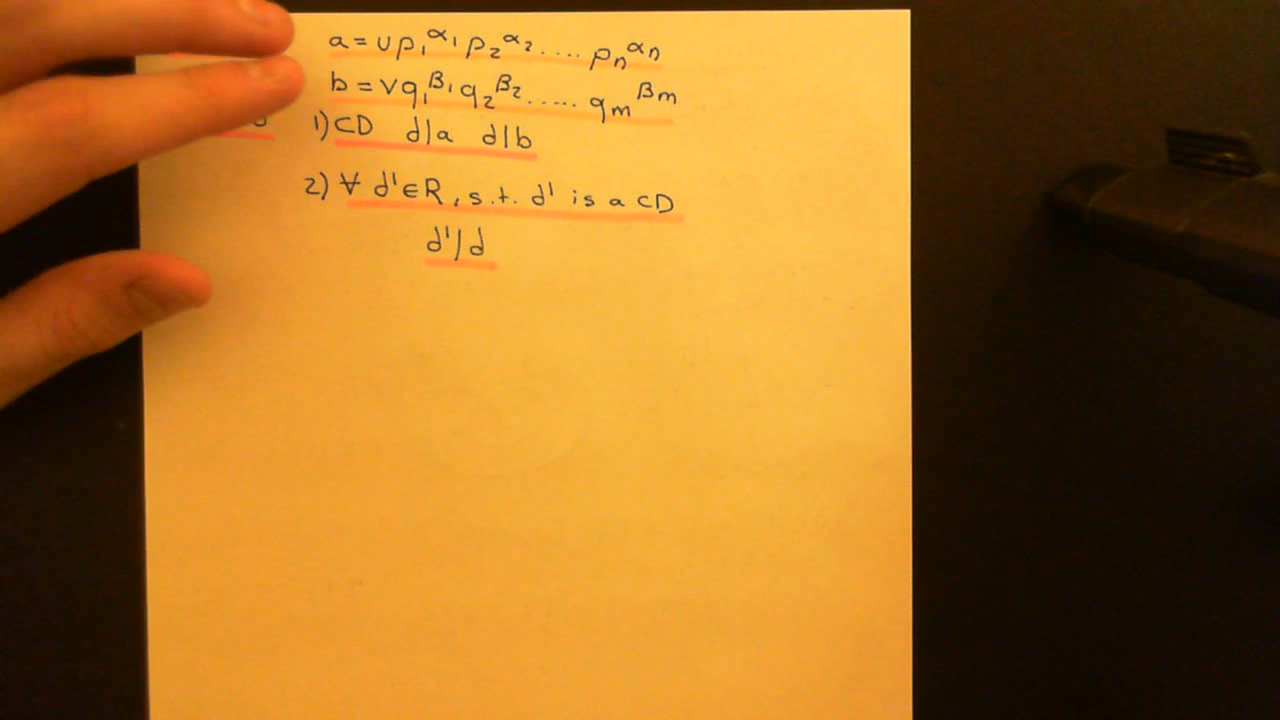 a = u p₁^α₁ p₂^α₂ .... pₙ^αₙ
b = v q₁^β₁ q₂^β₂ ..... qₘ^βₘ
1) CD d|a d|b
2) ∀ d'∈R, s.t. d' is a CD
d'|d